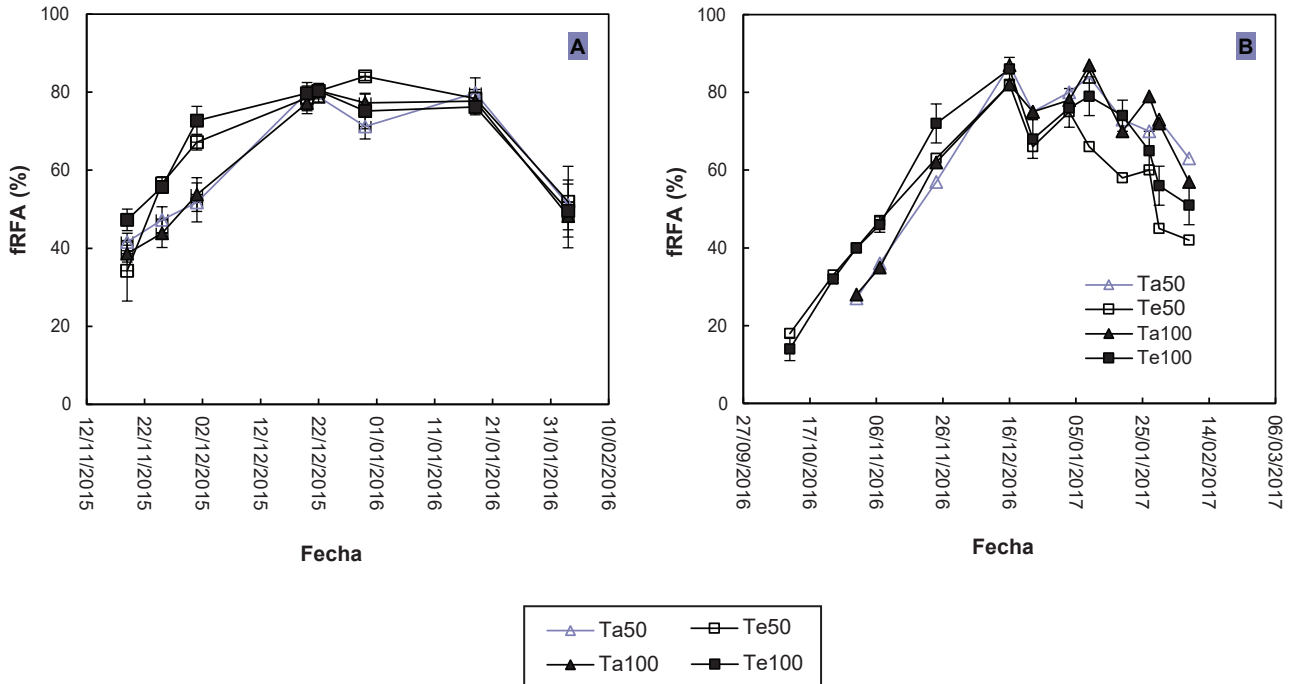 100
80
60
40
20
0
fRFA (%)
A
12/11/2015
22/11/2015
02/12/2015
12/12/2015
22/12/2015
01/01/2016
11/01/2016
21/01/2016
31/01/2016
10/02/2016
Fecha
100
80
60
40
20
0
fRFA (%)
B
Ta50
Te50
Ta100
Te100
27/09/2016
17/10/2016
06/11/2016
26/11/2016
16/12/2016
05/01/2017
25/01/2017
14/02/2017
06/03/2017
Fecha
Ta50 Te50
Ta100 Te100